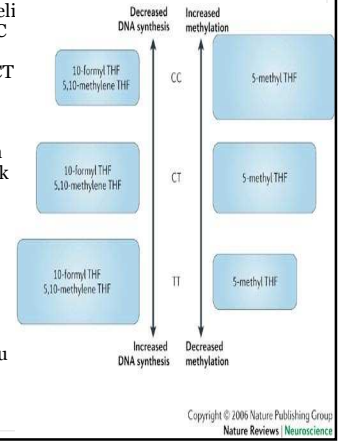 Decreased Increased
DNA synthesis methylation
10-formyl THF
5,10-methylene THF
CC
5-methyl THF
10-formyl THF
5,10-methylene THF
CT
5-methyl THF
10-formyl THF
5,10-methylene THF
TT
5-methyl THF
Increased Decreased
DNA synthesis methylation
Copyright © 2006 Nature Publishing Group
Nature Reviews | Neuroscience